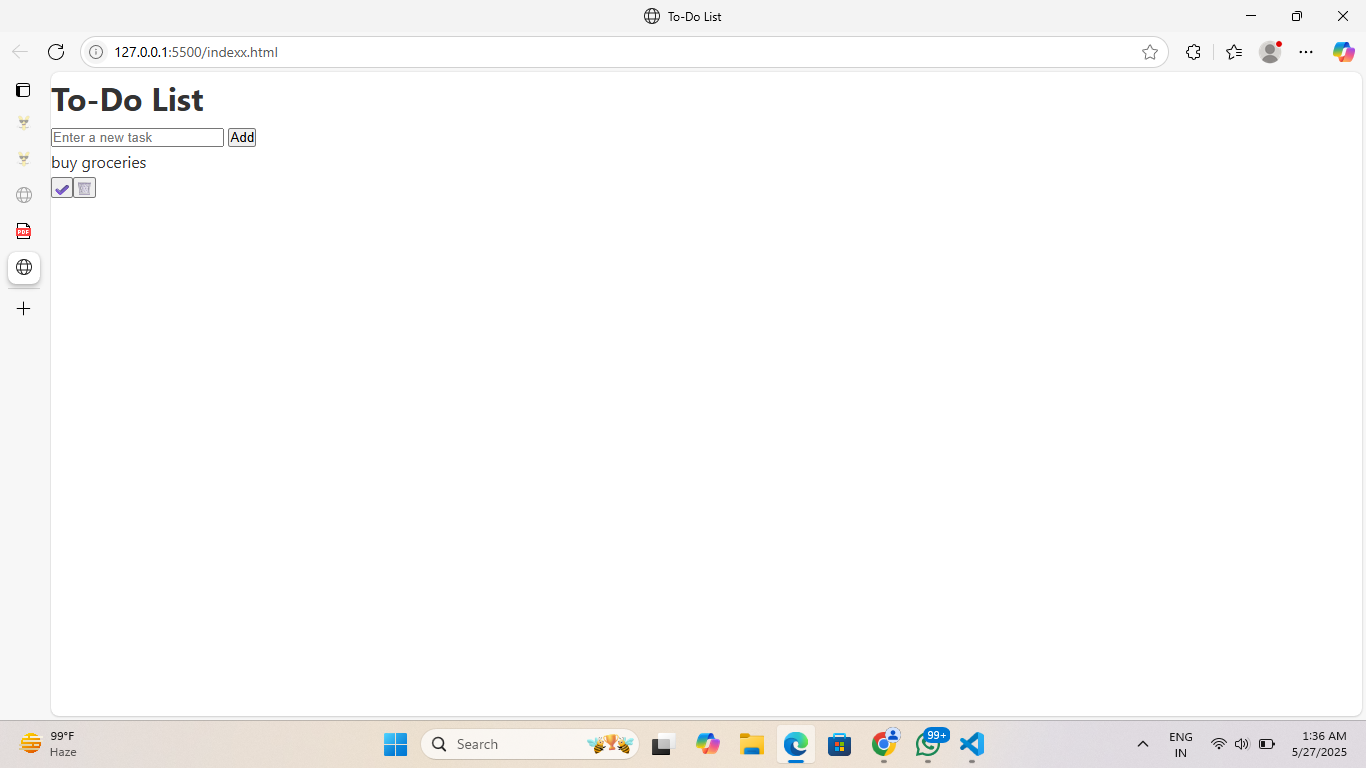 To-Do List
127.0.0.1:5500/indexx.html
To-Do List
Enter a new task Add
buy groceries
PDF
99°F
Haze
Search
99+
ENG
IN
1:36 AM
5/27/2025